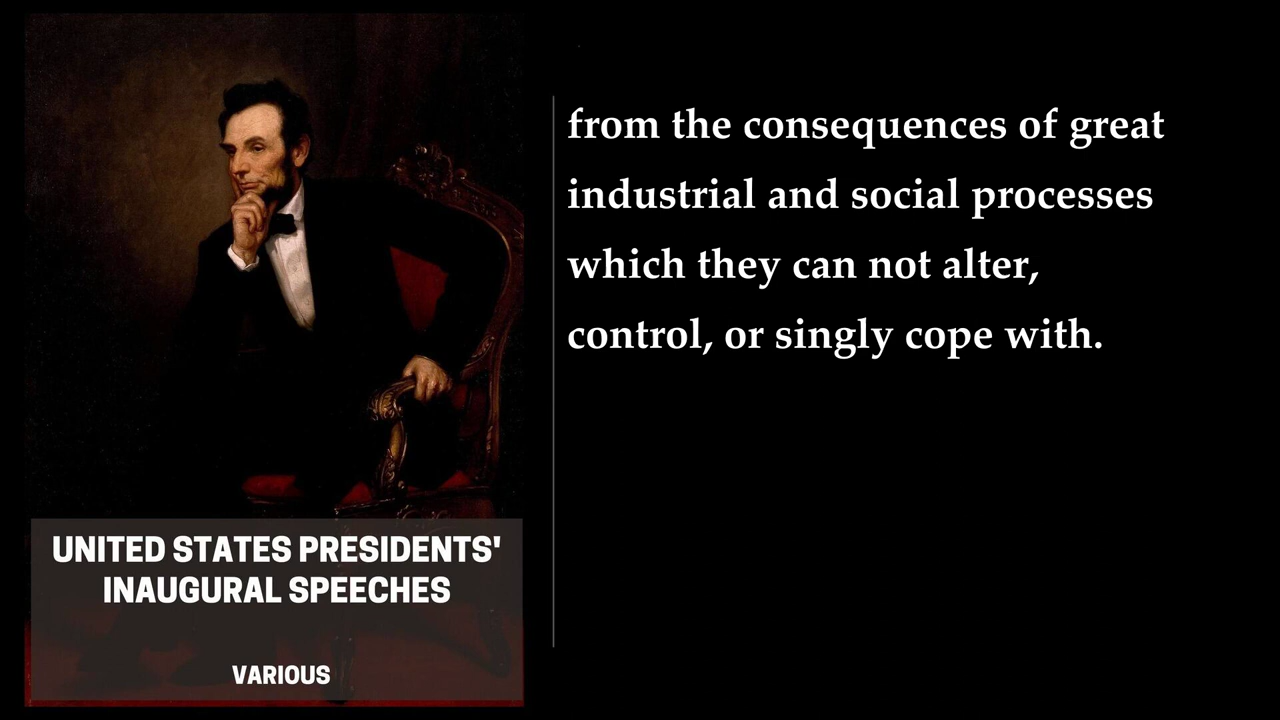 from the consequences of great
industrial and social processes
which they can not alter,
control, or singly cope with.
UNITED STATES PRESIDENTS'
INAUGURAL SPEECHES
VARIOUS